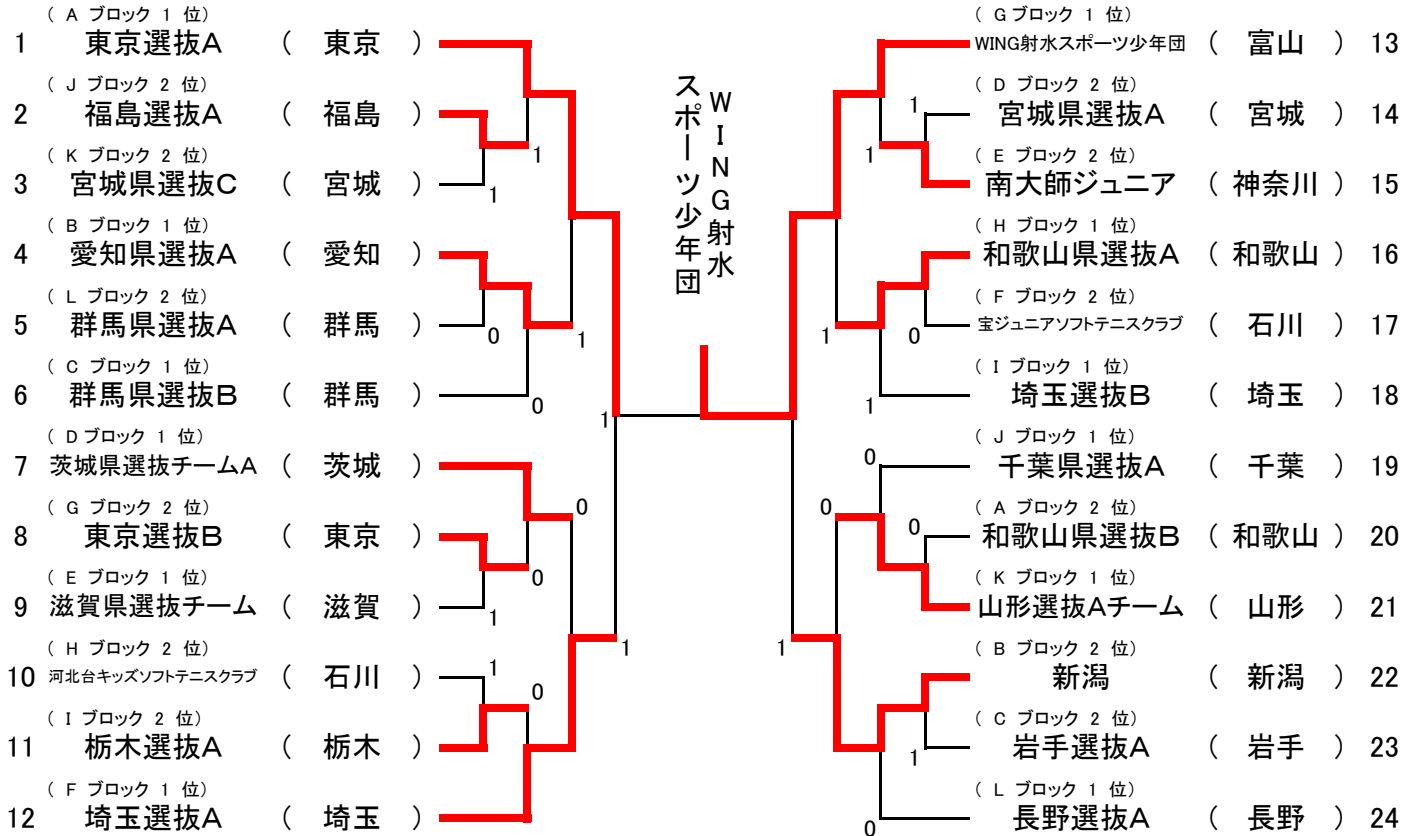 ( A ブロック 1 位)
1 東京選抜A ( 東京 )
( J ブロック 2 位)
2 福島選抜A ( 福島 )
1
( K ブロック 2 位)
3 宮城県選抜C ( 宮城 )
1
( B ブロック 1 位)
4 愛知県選抜A ( 愛知 )
( L ブロック 2 位)
5 群馬県選抜A ( 群馬 )
0
1
( C ブロック 1 位)
6 群馬県選抜B ( 群馬 )
0
1
( D ブロック 1 位)
7 茨城県選抜チームA ( 茨城 )
0
( G ブロック 2 位)
8 東京選抜B ( 東京 )
0
( E ブロック 1 位)
9 滋賀県選抜チーム ( 滋賀 )
1
1
( H ブロック 2 位)
10 河北台キッズソフトテニスクラブ ( 石川 )
1
0
( I ブロック 2 位)
11 栃木選抜A ( 栃木 )
( F ブロック 1 位)
12 埼玉選抜A ( 埼玉 )
WING射水
スポーツ少年団
( G ブロック 1 位)
WING射水スポーツ少年団 ( 富山 ) 13
( D ブロック 2 位)
1
宮城県選抜A ( 宮城 ) 14
1
( E ブロック 2 位)
南大師ジュニア ( 神奈川 ) 15
( H ブロック 1 位)
和歌山県選抜A ( 和歌山 ) 16
( F ブロック 2 位)
宝ジュニアソフトテニスクラブ ( 石川 ) 17
1
0
( I ブロック 1 位)
埼玉選抜B ( 埼玉 ) 18
1
( J ブロック 1 位)
0
千葉県選抜A ( 千葉 ) 19
( A ブロック 2 位)
0
0
和歌山県選抜B ( 和歌山 ) 20
( K ブロック 1 位)
山形選抜Aチーム ( 山形 ) 21
1
( B ブロック 2 位)
新潟 ( 新潟 ) 22
( C ブロック 2 位)
岩手選抜A ( 岩手 ) 23
1
( L ブロック 1 位)
長野選抜A ( 長野 ) 24
0